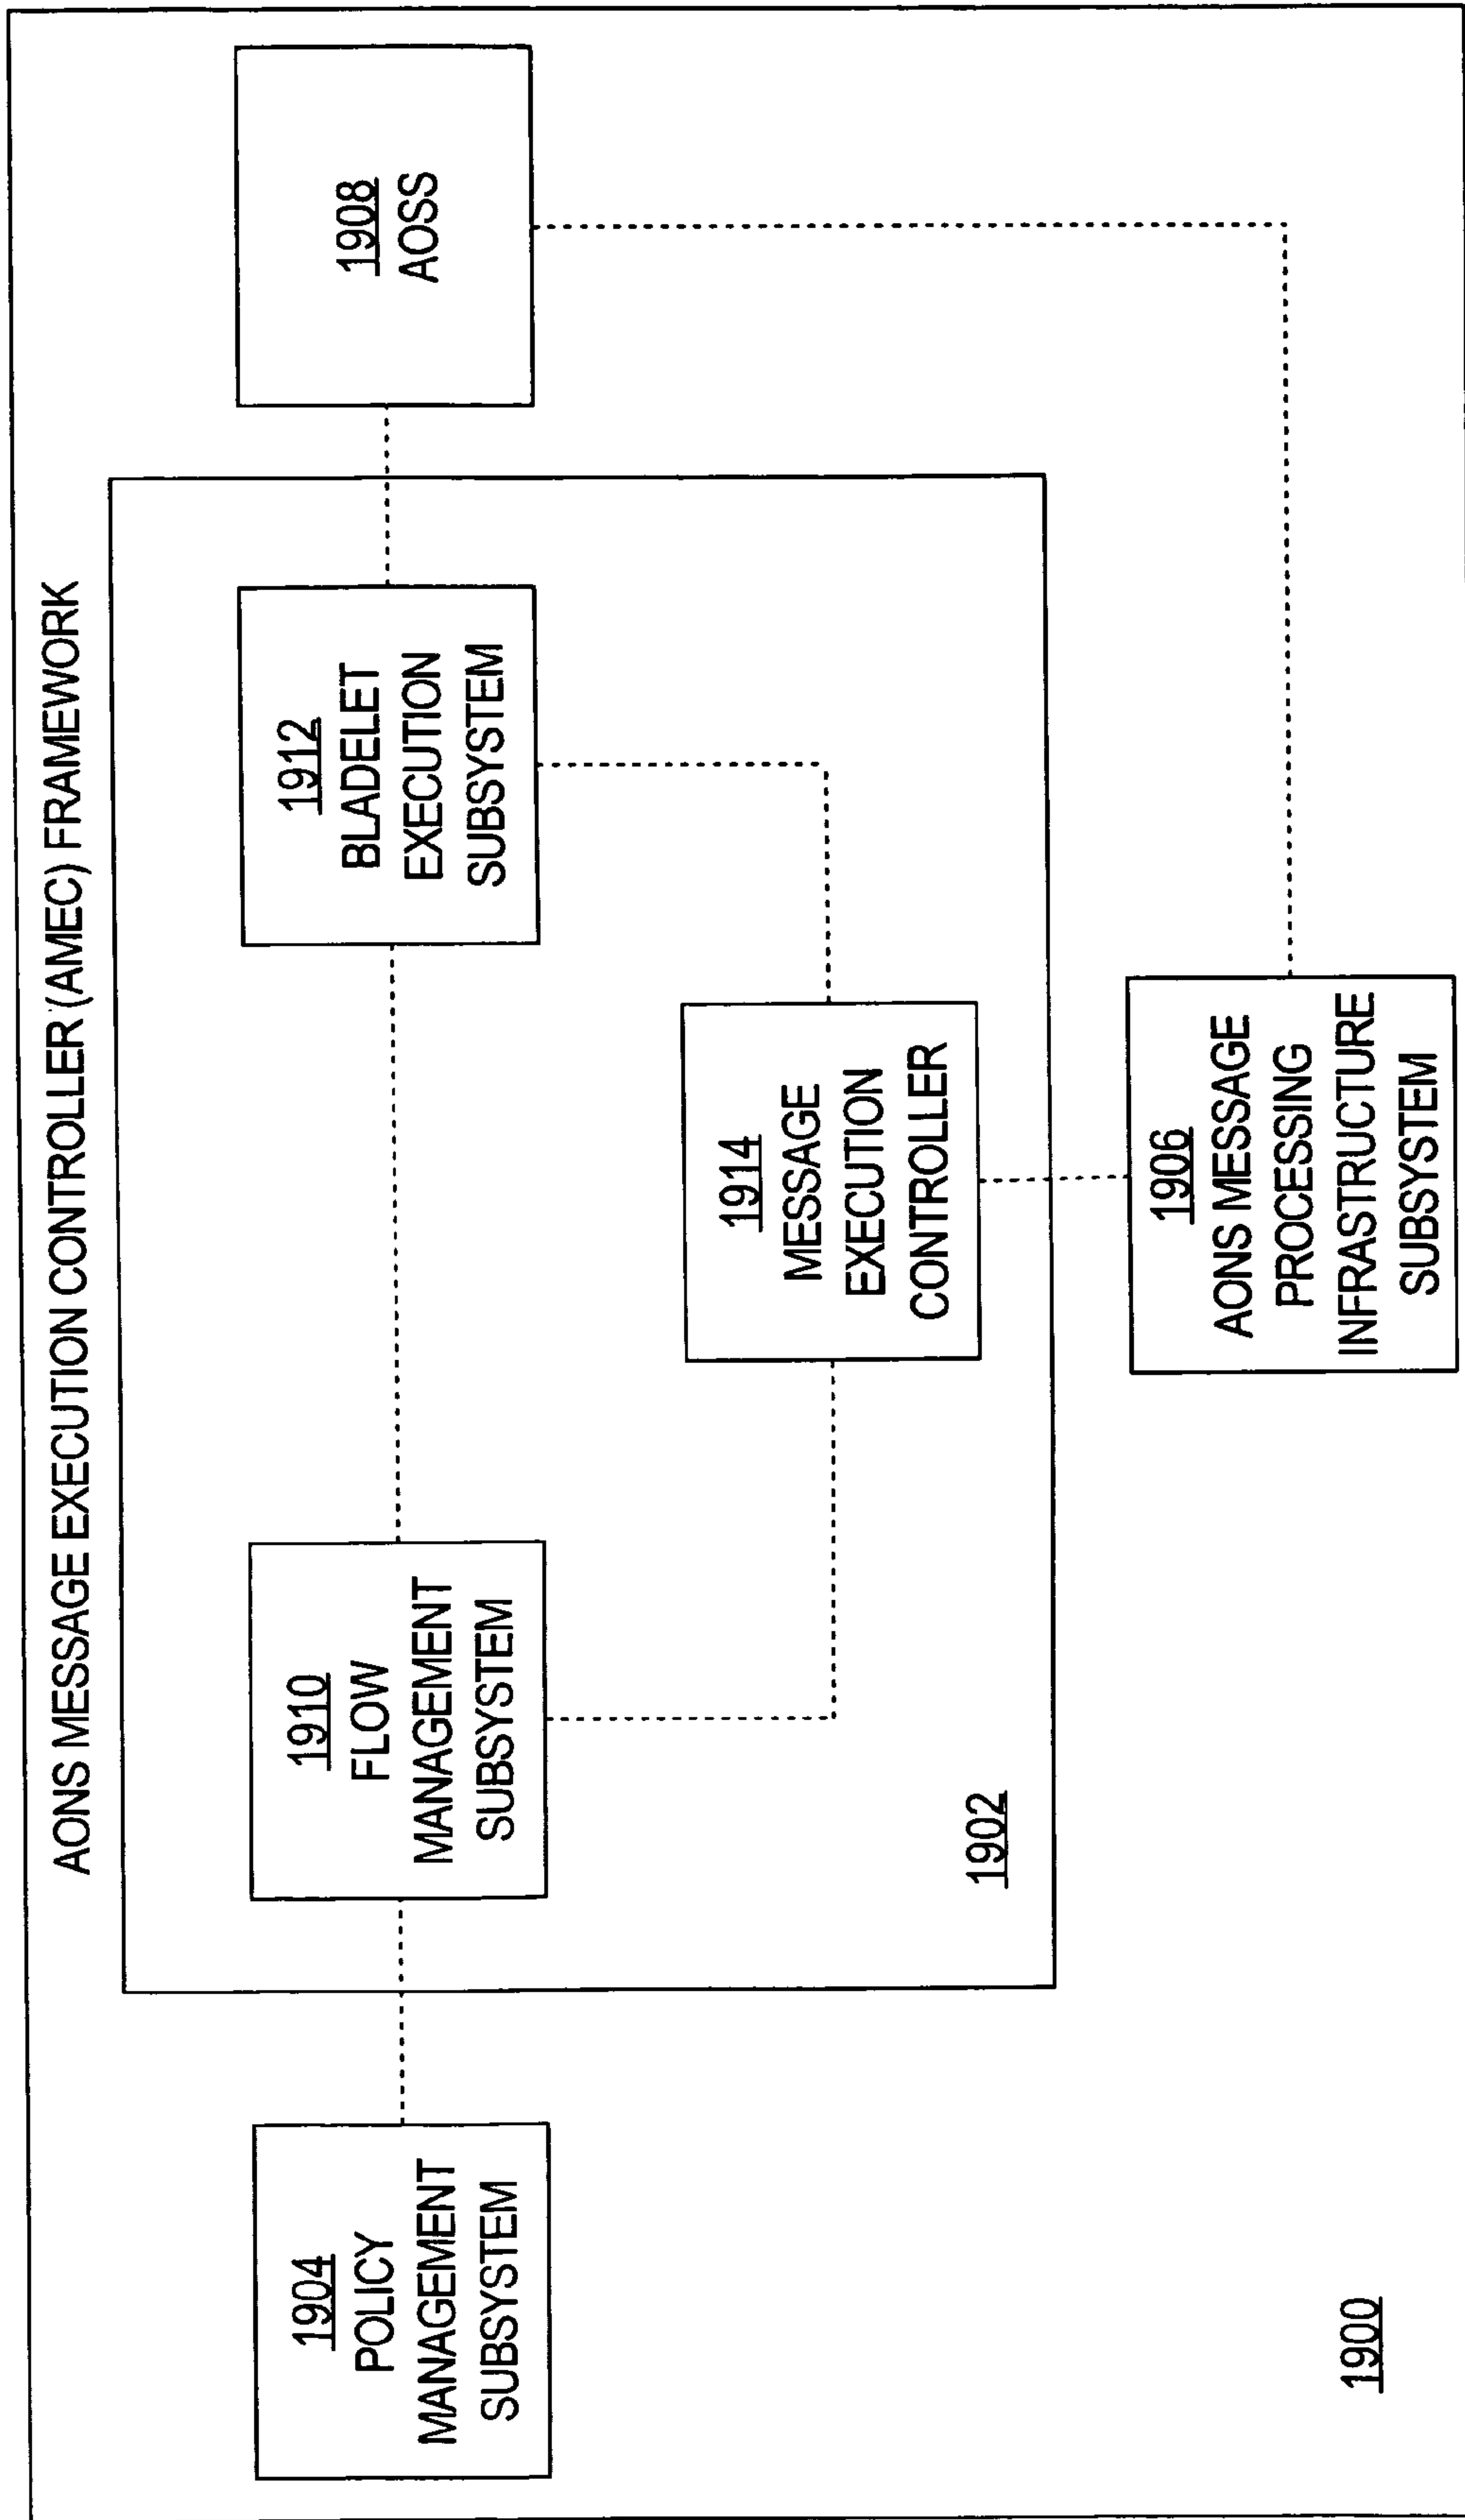 AONS MESSAGE EXECUTION CONTROLLER (AMEC) FRAMEWORK
1904
POLICY
MANAGEMENT
SUBSYSTEM
1910
FLOW
MANAGEMENT
SUBSYSTEM
1912
BLADELET
EXECUTION
SUBSYSTEM
1908
AOSS
1914
MESSAGE
EXECUTION
CONTROLLER
1902
1906
AONS MESSAGE
PROCESSING
INFRASTRUCTURE
SUBSYSTEM
1900